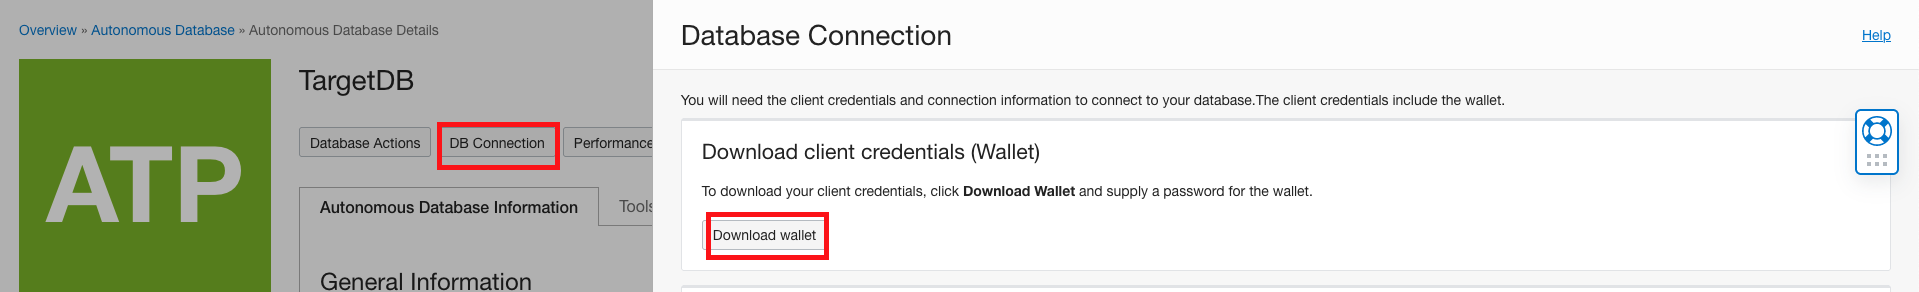 Overview » Autonomous Database » Autonomous Database Details
ATP
TargetDB
Database Actions
DB Connection
Performance
Autonomous Database Information
Tools
General Information
Database Connection
Help
You will need the client credentials and connection information to connect to your database.The client credentials include the wallet.
Download client credentials (Wallet)
To download your client credentials, click Download Wallet and supply a password for the wallet.
Download wallet